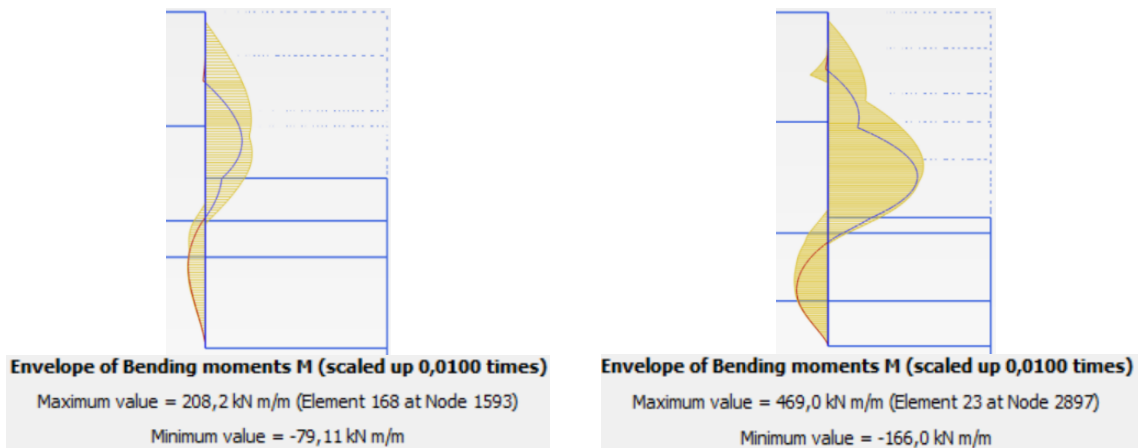 Envelope of Bending moments M (scaled up 0,0100 times)
Maximum value = 208,2 kN m/m (Element 168 at Node 1593)
Minimum value = -79,11 kN m/m
Envelope of Bending moments M (scaled up 0,0100 times)
Maximum value = 469,0 kN m/m (Element 23 at Node 2897)
Minimum value = -166,0 kN m/m